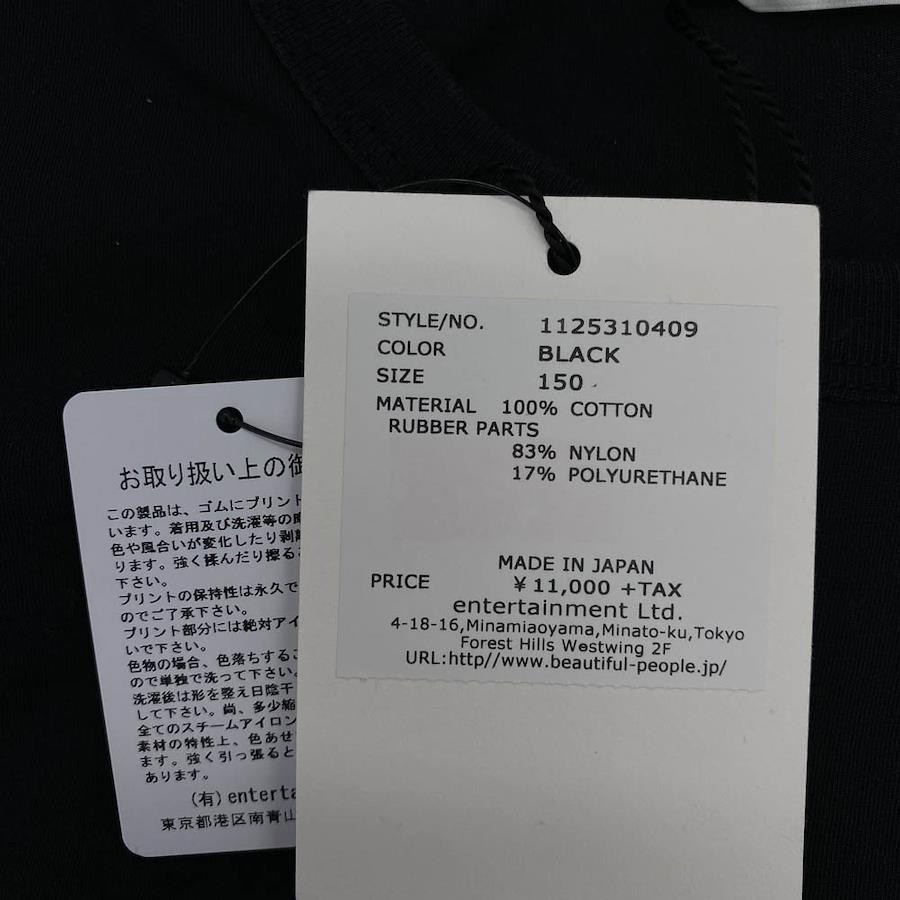 STYLE/NO. 1125310409
COLOR BLACK
SIZE 150
MATERIAL 100% COTTON
RUBBER PARTS
83% NYLON
17% POLYURETHANE
MADE IN JAPAN
PRICE ¥11,000 +TAX
entertainment Ltd.
4-18-16,Minamiaoyama,Minato-ku,Tokyo
Forest Hills Westwing 2F
URL:http//www.beautiful-people.jp/
お取り扱い上の御
この製品は、ゴムにプリント
います。着用及び洗濯等の摩
色や風合いが変化したり剥離
ります。強く揉んだり擦る
下さい。
プリントの保持性は永久で
のでご了承下さい。
プリント部分には絶対アイ
いで下さい。
色物の場合、色落ちするこ
ので単独で洗って下さい。
洗濯後は形を整え日陰干
して下さい。尚、多少縮
全てのスチームアイロン
素材の特性上、色あせ
ます。強く引っ張ると
あります。
(有) enterta
東京都港区南青山